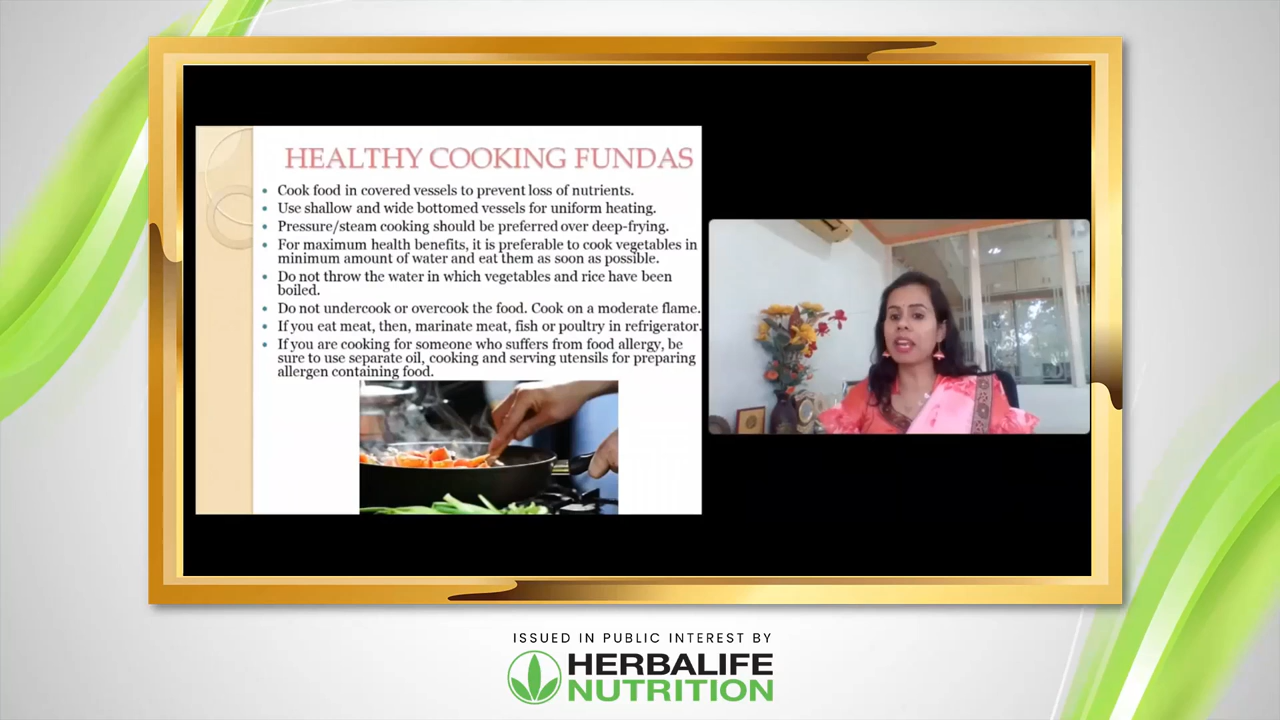 HEALTHY COOKING FUNDAS
• Cook food in covered vessels to prevent loss of nutrients.
• Use shallow and wide bottomed vessels for uniform heating.
• Pressure/steam cooking should be preferred over deep-frying.
• For maximum health benefits, it is preferable to cook vegetables in
minimum amount of water and eat them as soon as possible.
• Do not throw the water in which vegetables and rice have been
boiled.
• Do not undercook or overcook the food. Cook on a moderate flame.
• If you eat meat, then, marinate meat, fish or poultry in refrigerator.
• If you are cooking for someone who suffers from food allergy, be
sure to use separate oil, cooking and serving utensils for preparing
allergen containing food.
ISSUED IN PUBLIC INTEREST BY
HERBALIFE
NUTRITION